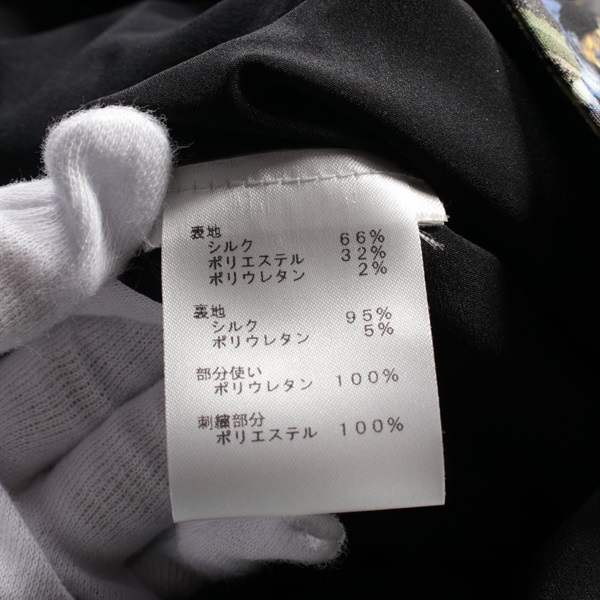 表地
シルク 66%
ポリエステル 32%
ポリウレタン 2%
裏地
シルク 95%
ポリウレタン 5%
部分使い
ポリウレタン 100%
刺繍部分
ポリエステル 100%